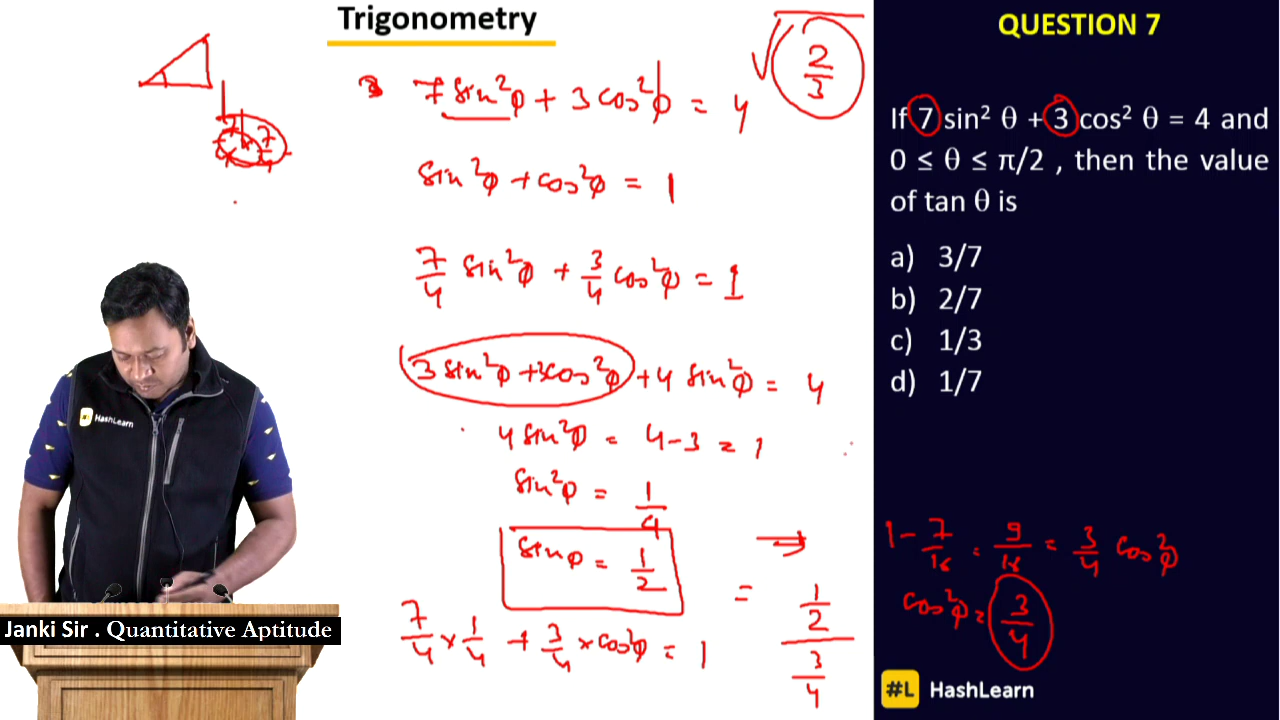 Trigonometry
7 sin²φ + 3 cos²φ = 4
√(2/3)
sin²φ + cos²φ = 1
7/4 sin²φ + 3/4 cos²φ = 1
3 sin²φ + 3cos²φ + 4 sin²φ = 4
4 sin²φ = 4 - 3 = 1
sin²φ = 1/4
sin φ = 1/2
= 1/2 / 3/4
7/4 × 1/4 + 3/4 × cos²φ = 1
HashLearn
Janki Sir . Quantitative Aptitude
QUESTION 7
If 7 sin² θ + 3 cos² θ = 4 and
0 ≤ θ ≤ π/2 , then the value
of tan θ is
a) 3/7
b) 2/7
c) 1/3
d) 1/7
1 - 7/16 = 9/16 = 3/4 cos²φ
cos²φ = 3/4
#L HashLearn